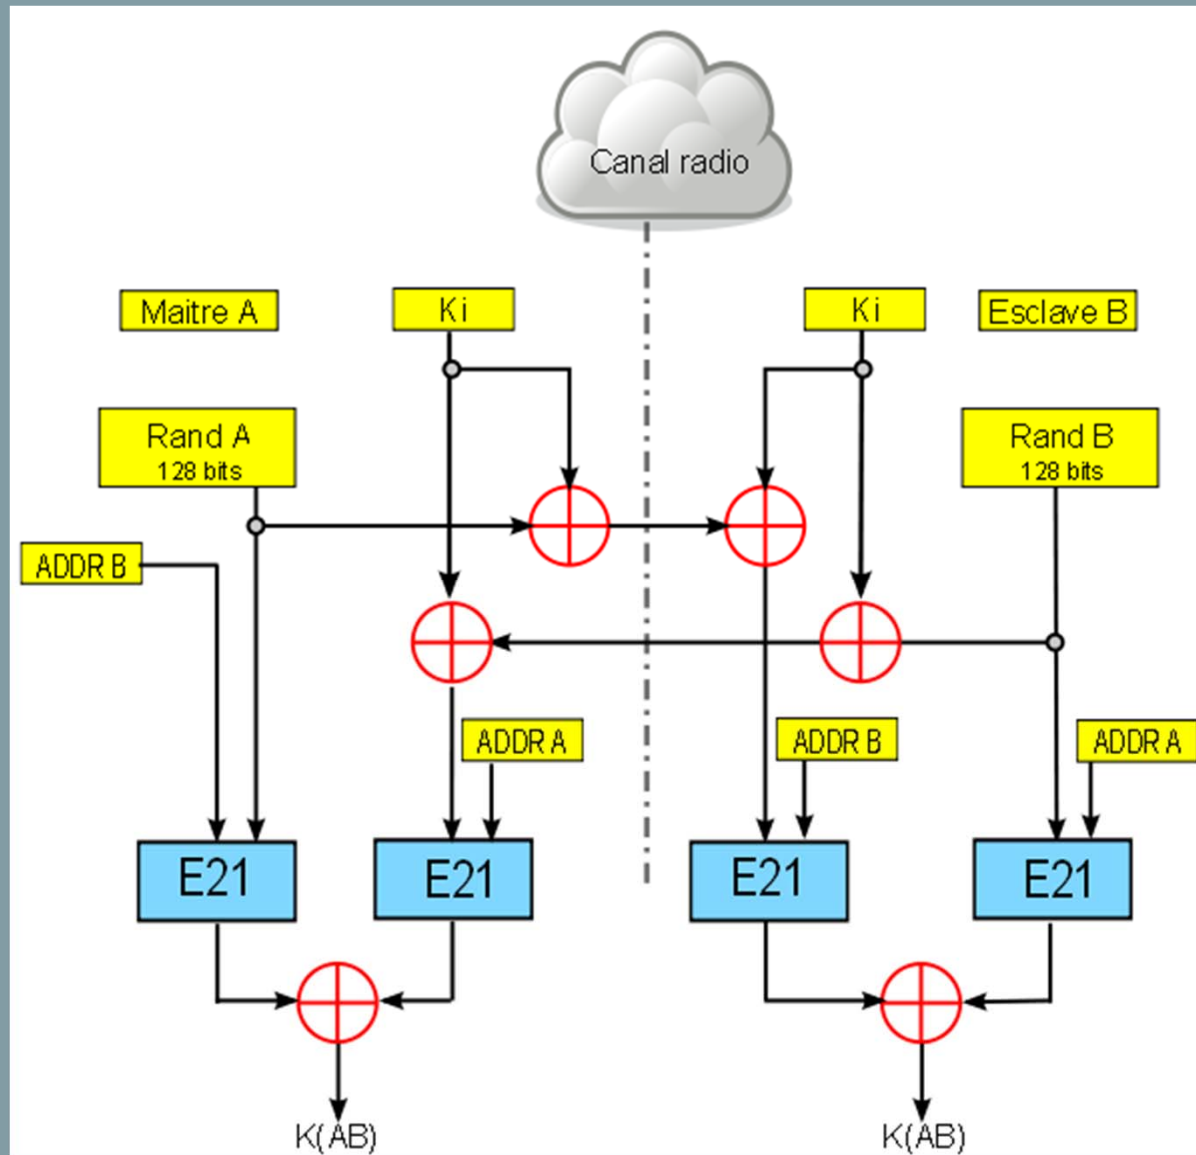 Canal radio
Maitre A
Ki
Ki
Esclave B
Rand A
128 bits
Rand B
128 bits
ADDR B
ADDR A
ADDR B
ADDR A
E21
E21
E21
E21
K(AB)
K(AB)